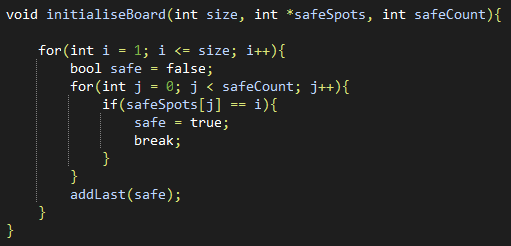 void initialiseBoard(int size, int *safeSpots, int safeCount){
for(int i = 1; i <= size; i++){
bool safe = false;
for(int j = 0; j < safeCount; j++){
if(safeSpots[j] == i){
safe = true;
break;
}
}
addLast(safe);
}
}